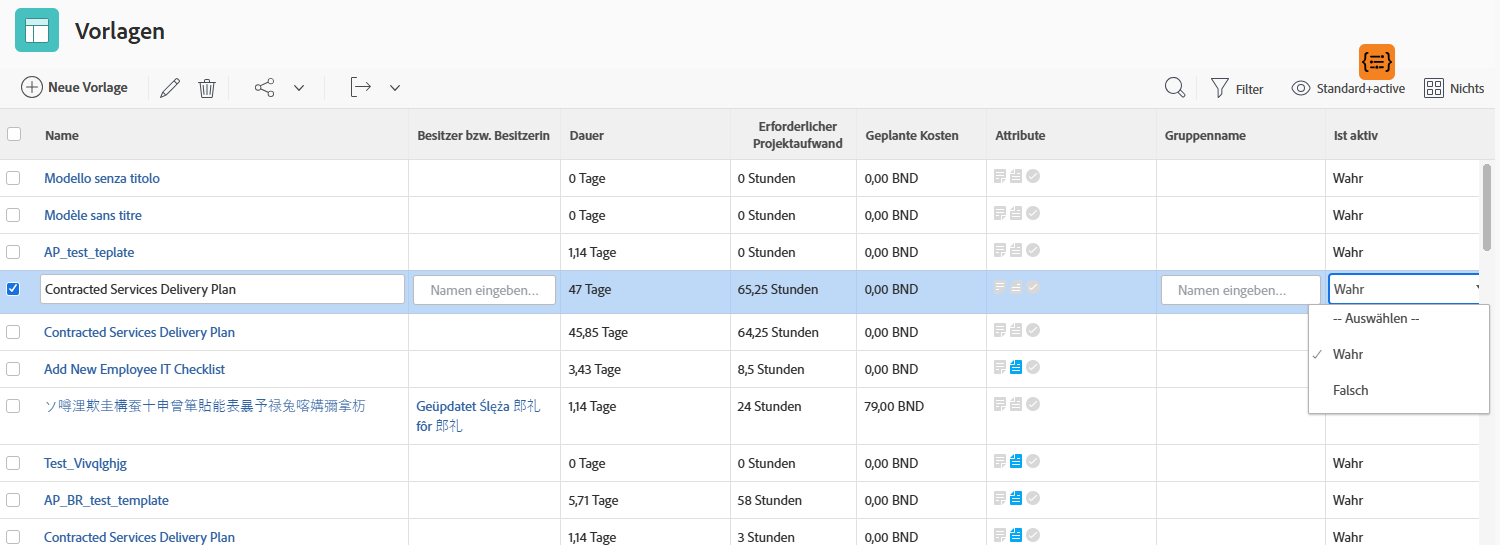 Vorlagen
Neue Vorlage
Filter
Standard+active
Nichts
Name Besitzer bzw. Besitzerin Dauer Erforderlicher Projektaufwand Geplante Kosten Attribute Gruppenname Ist aktiv
Modello senza titolo 0 Tage 0 Stunden 0,00 BND Wahr
Modèle sans titre 0 Tage 0 Stunden 0,00 BND Wahr
AP_test_teplate 1,14 Tage 0 Stunden 0,00 BND Wahr
Contracted Services Delivery Plan Namen eingeben... 47 Tage 65,25 Stunden 0,00 BND Namen eingeben... Wahr
-- Auswählen --
Wahr
Falsch
Contracted Services Delivery Plan 45,85 Tage 64,25 Stunden 0,00 BND
Add New Employee IT Checklist 3,43 Tage 8,5 Stunden 0,00 BND
ソ噂浬欺圭構蚕十申曾箪貼能表暴予禄兔喀媾彌拿杤 Geüpdatet Ślęża 郎礼 1,14 Tage 24 Stunden 79,00 BND
fôr 郎礼
Test_Vivqlghjg 0 Tage 0 Stunden 0,00 BND Wahr
AP_BR_test_template 5,71 Tage 58 Stunden 0,00 BND Wahr
Contracted Services Delivery Plan 1,14 Tage 3 Stunden 0,00 BND Wahr